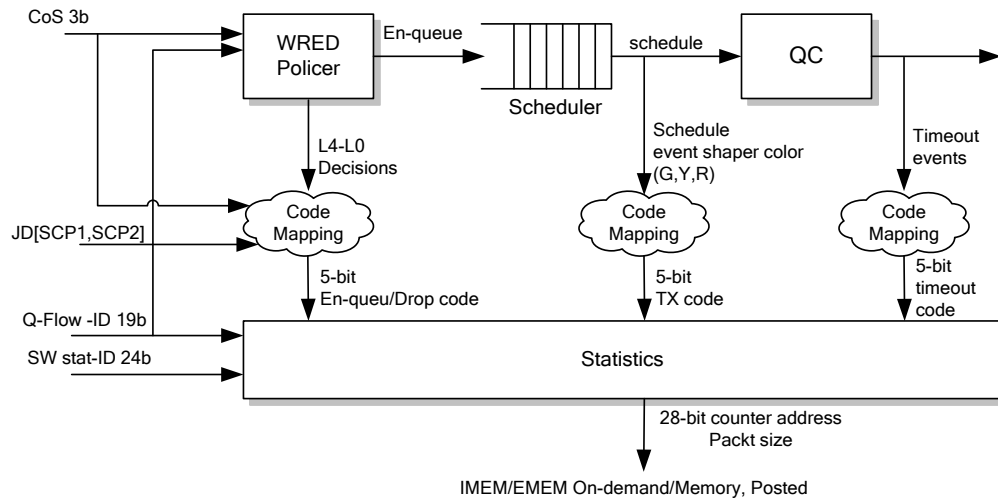 CoS 3b
WRED
Policer
En-queue
Scheduler
schedule
QC
L4-L0
Decisions
Schedule
event shaper color
(G,Y,R)
Timeout
events
Code
Mapping
Code
Mapping
Code
Mapping
JD[SCP1,SCP2]
5-bit
En-queu/Drop code
5-bit
TX code
5-bit
timeout
code
Q-Flow -ID 19b
SW stat-ID 24b
Statistics
28-bit counter address
Packt size
IMEM/EMEM On-demand/Memory, Posted